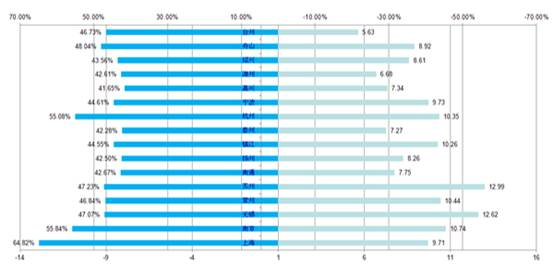 70.00% 50.00% 30.00% 10.00% -10.00% -30.00% -50.00% -70.00%
46.73% 台州 5.63
48.04% 舟山 8.92
43.56% 绍兴 8.61
42.61% 湖州 6.68
41.65% 嘉兴 7.34
44.61% 宁波 9.73
55.08% 杭州 10.35
42.28% 泰州 7.27
44.55% 镇江 10.26
42.50% 扬州 8.26
42.67% 南通 7.75
47.23% 苏州 12.99
46.84% 常州 10.44
47.07% 无锡 12.62
55.84% 南京 10.74
64.82% 上海 9.71
-14 -9 -4 1 6 11 16